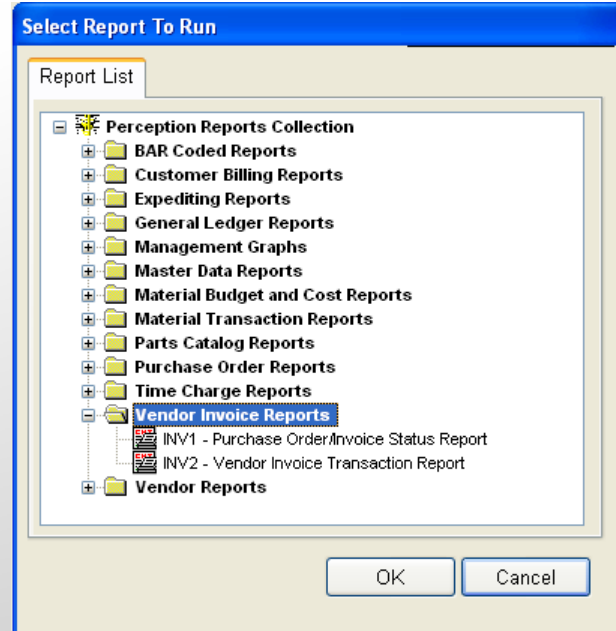 Select Report To Run
Report List
Perception Reports Collection
BAR Coded Reports
Customer Billing Reports
Expediting Reports
General Ledger Reports
Management Graphs
Master Data Reports
Material Budget and Cost Reports
Material Transaction Reports
Parts Catalog Reports
Purchase Order Reports
Time Charge Reports
Vendor Invoice Reports
INV1 - Purchase Order/Invoice Status Report
INV2 - Vendor Invoice Transaction Report
Vendor Reports
OK Cancel